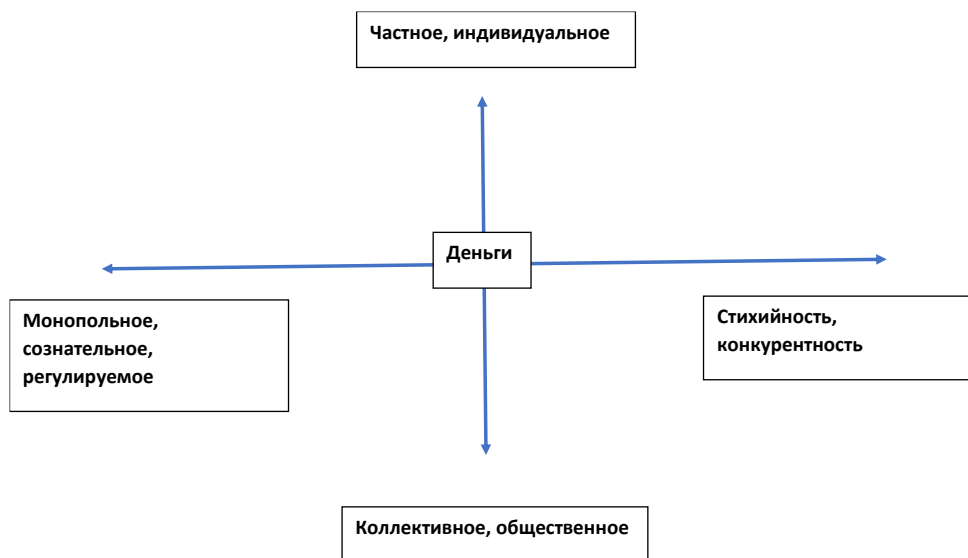 Частное, индивидуальное
Деньги
Монопольное,
сознательное,
регулируемое
Стихийность,
конкурентность
Коллективное, общественное